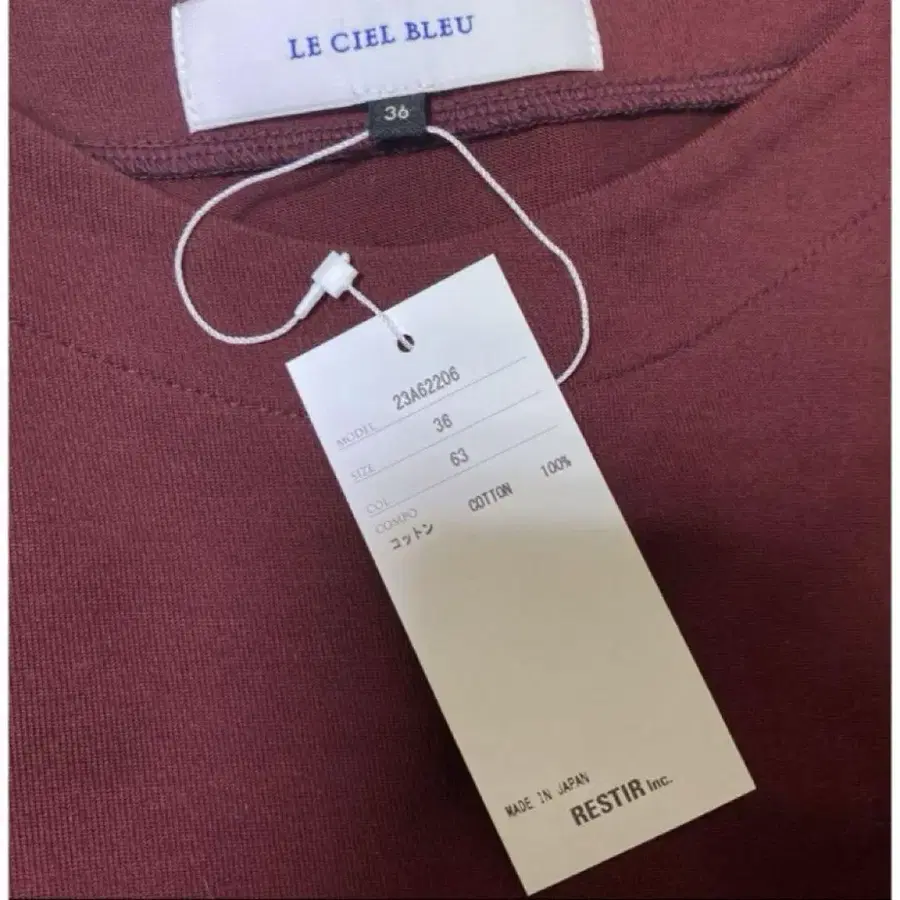 LE CIEL BLEU
36
MODEL 23A62206
SIZE 36
COL 63
COMPO
コットン COTTON 100%
MADE IN JAPAN
RESTIR Inc.